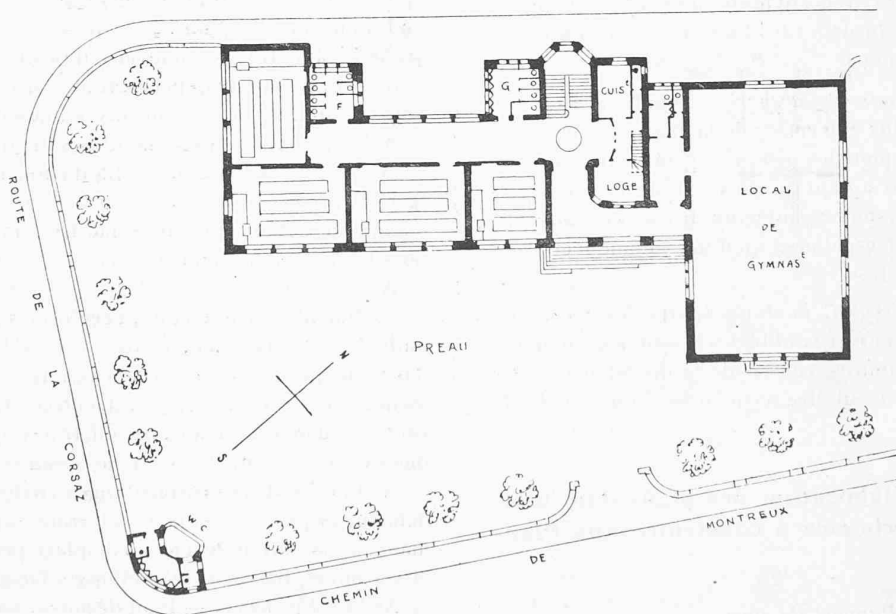 F
G
CUIS^t
LOGE
LOCAL
DE
GYMNAS^t
PREAU
N
S
ROUTE
DE
LA
CORSAZ
CHEMIN
DE
MONTREUX